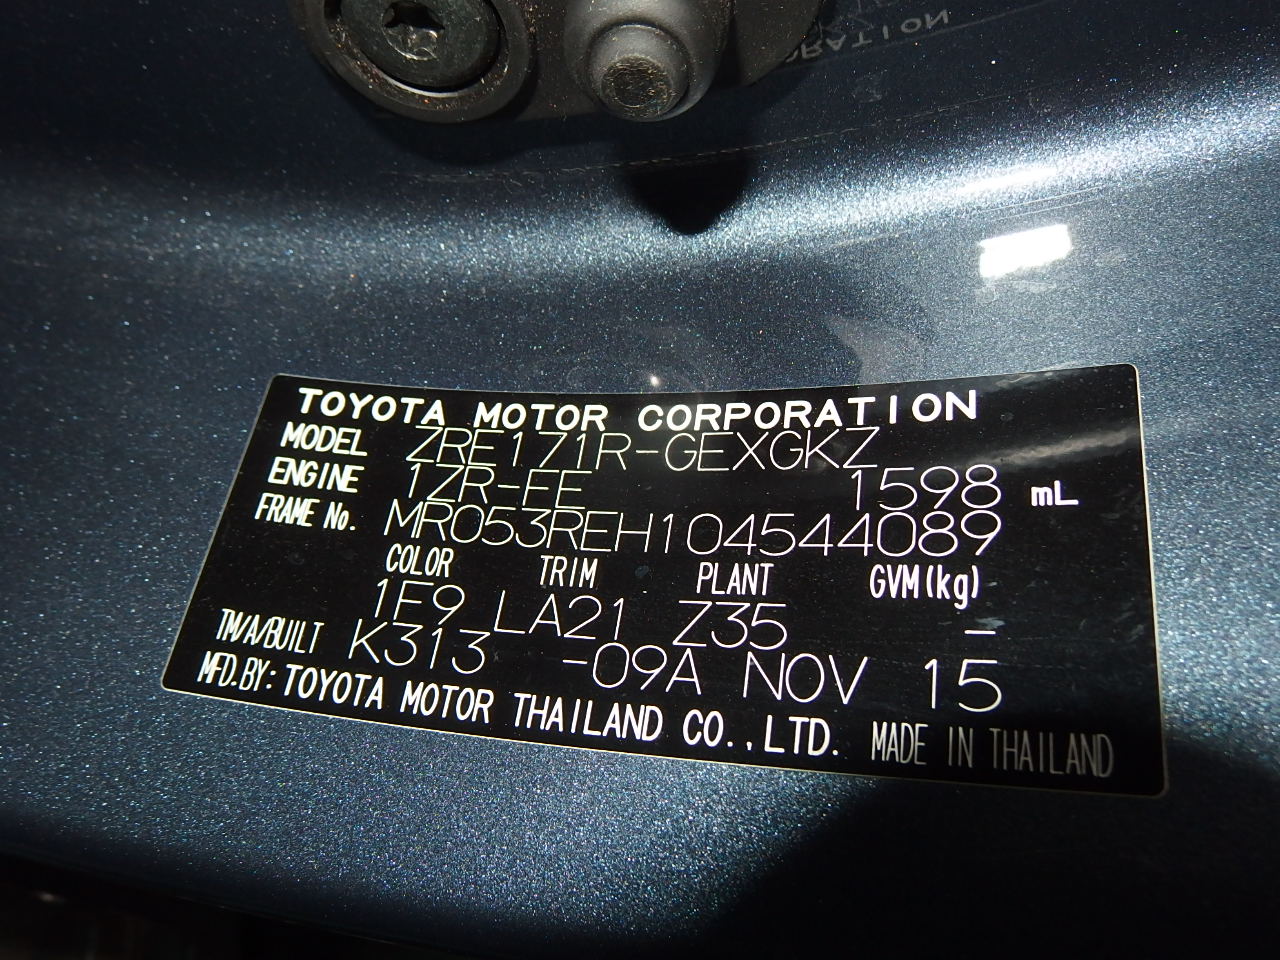 TOYOTA MOTOR CORPORATION
MODEL ZRE171R-GEXGKZ
ENGINE 1ZR-FE 1598 mL
FRAME No. MR053REH104544089
COLOR TRIM PLANT GVM(kg)
1F9 LA21 Z35 –
TM/A/BUILT K313 -09A NOV 15
MFD.BY: TOYOTA MOTOR THAILAND CO.,LTD. MADE IN THAILAND